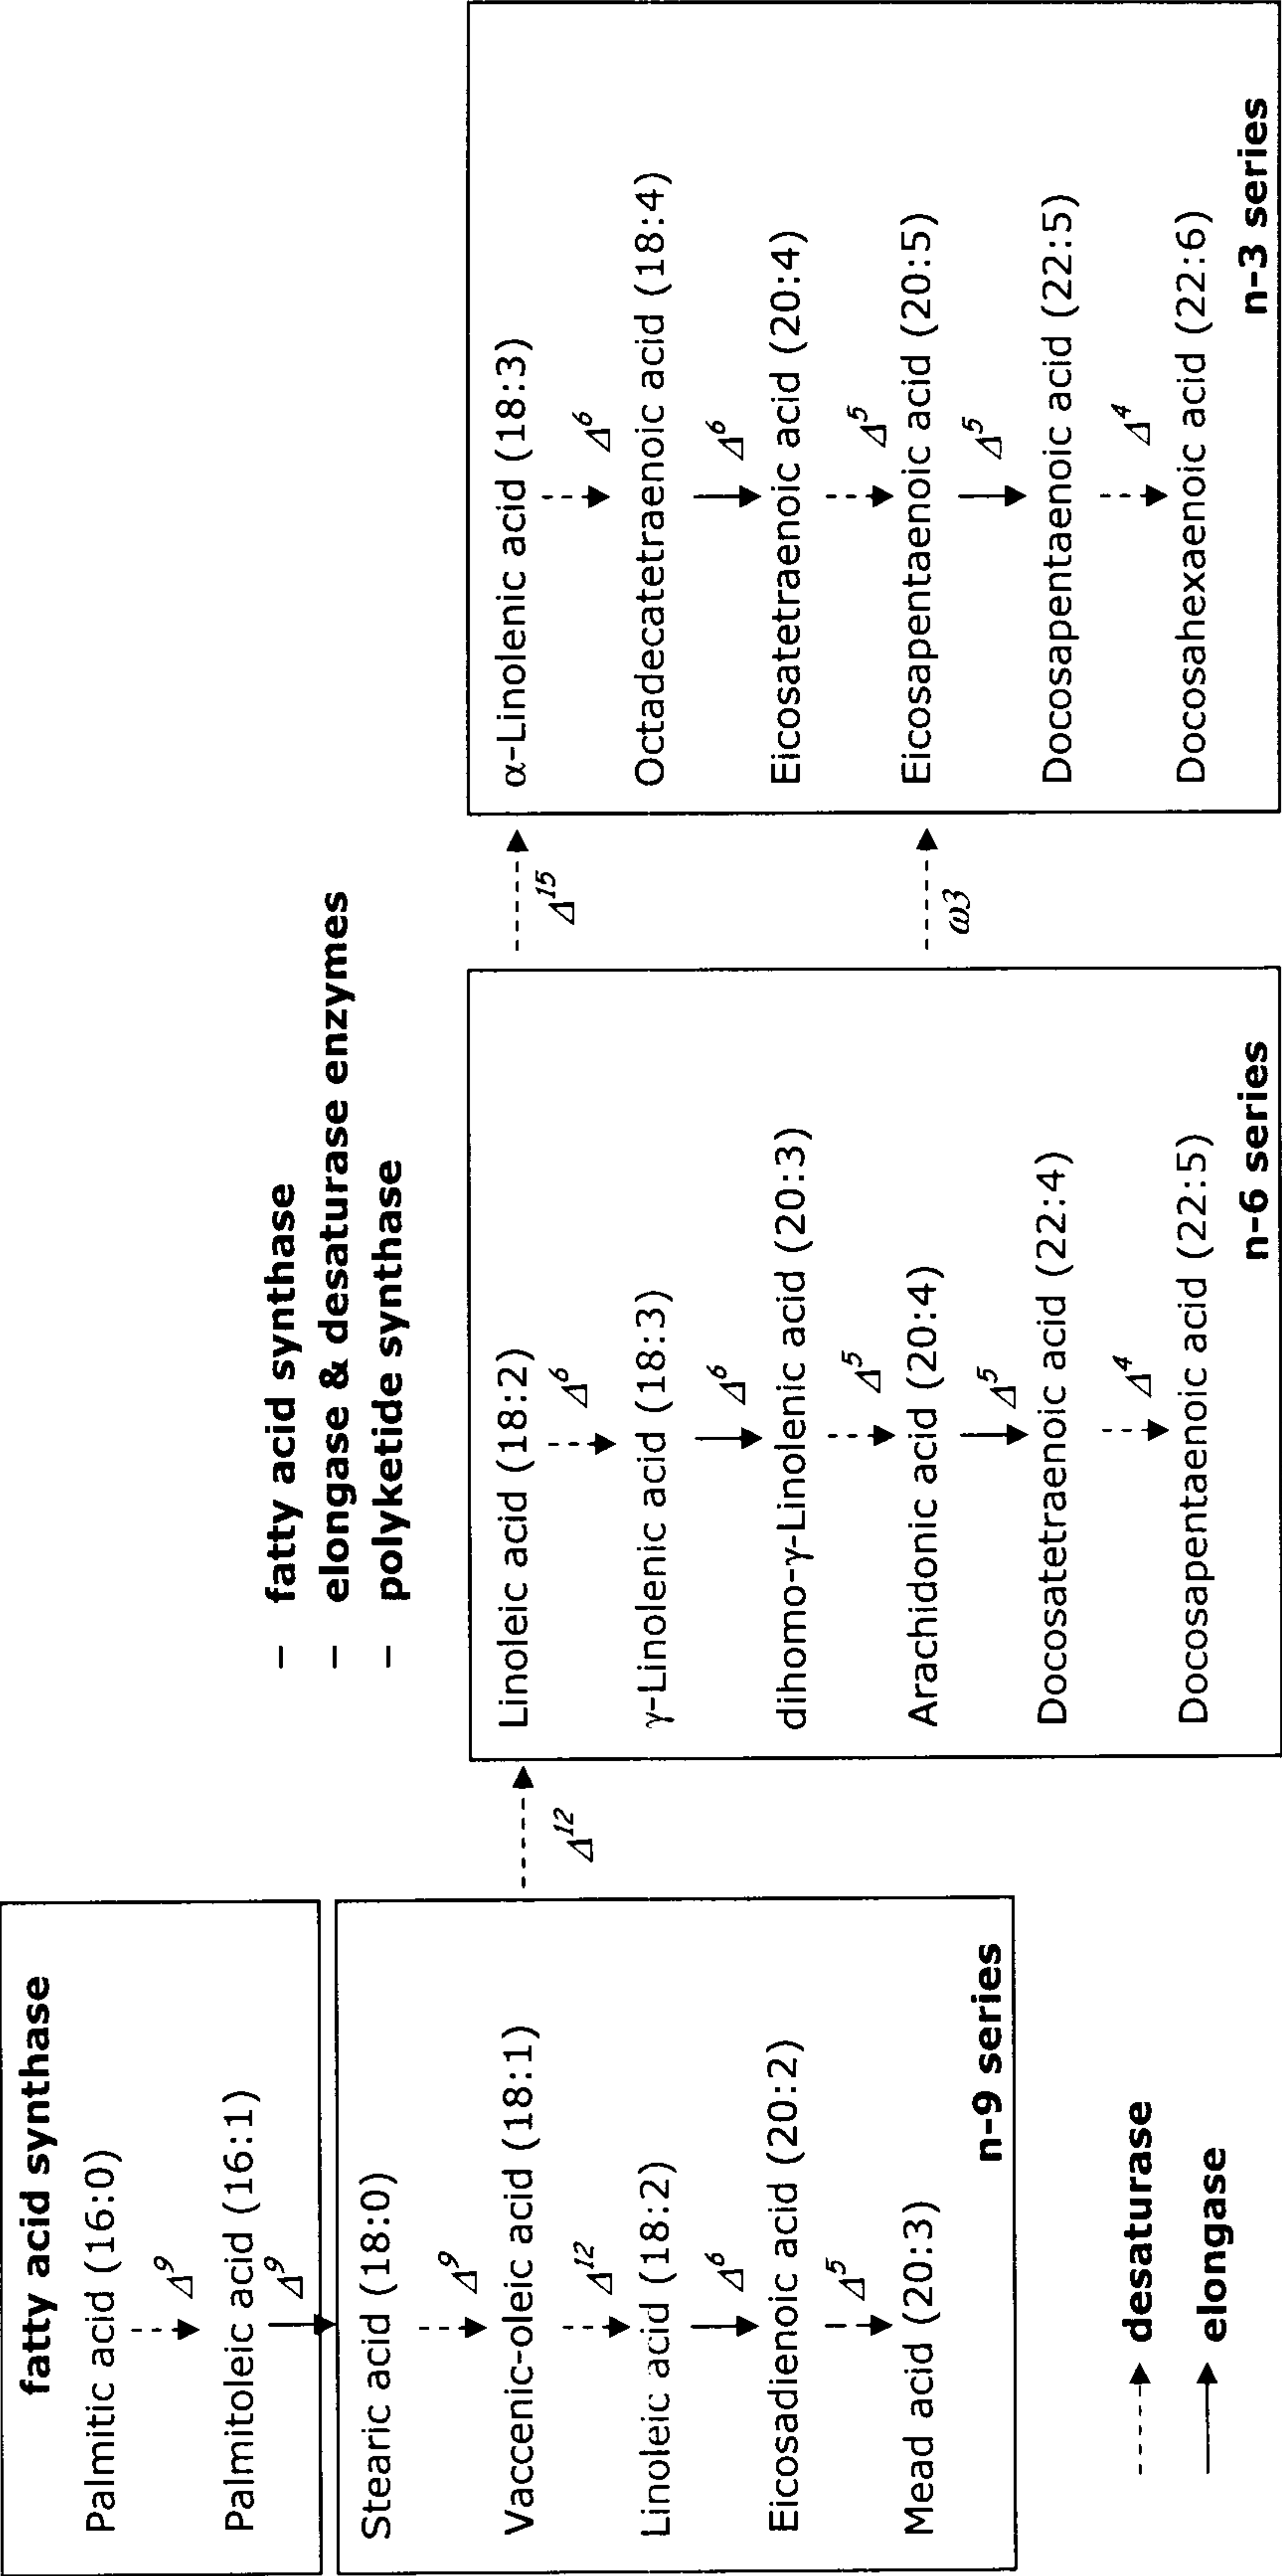 fatty acid synthase
Palmitic acid (16:0)
Δ9
Palmitoleic acid (16:1)
Δ9
Stearic acid (18:0)
Δ9
Vaccenic-oleic acid (18:1)
Δ12
Linoleic acid (18:2)
Δ6
Eicosadienoic acid (20:2)
Δ5
Mead acid (20:3)
n-9 series
desaturase
elongase
Δ12
– fatty acid synthase
– elongase & desaturase enzymes
– polyketide synthase
Linoleic acid (18:2)
Δ6
γ-Linolenic acid (18:3)
Δ6
dihomo-γ-Linolenic acid (20:3)
Δ5
Arachidonic acid (20:4)
Δ5
Docosatetraenoic acid (22:4)
Δ4
Docosapentaenoic acid (22:5)
n-6 series
Δ15
ω3
α-Linolenic acid (18:3)
Δ6
Octadecatetraenoic acid (18:4)
Δ6
Eicosatetraenoic acid (20:4)
Δ5
Eicosapentaenoic acid (20:5)
Δ5
Docosapentaenoic acid (22:5)
Δ4
Docosahexaenoic acid (22:6)
n-3 series